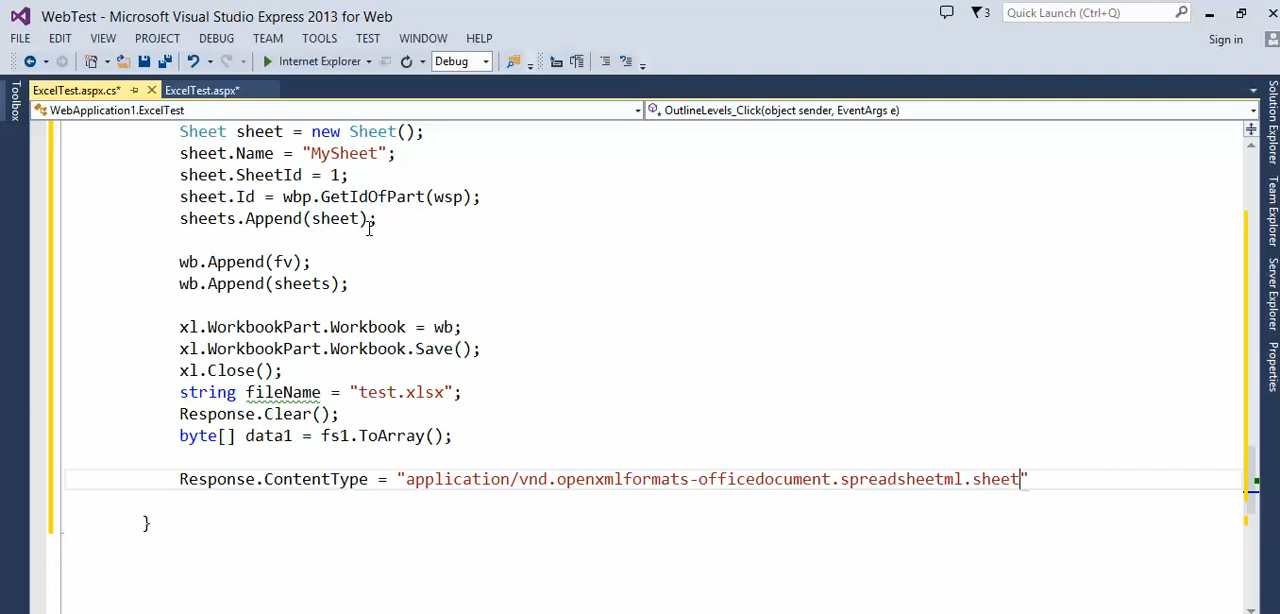 WebTest - Microsoft Visual Studio Express 2013 for Web
3
Quick Launch (Ctrl+Q)
FILE EDIT VIEW PROJECT DEBUG TEAM TOOLS TEST WINDOW HELP
Sign in
Internet Explorer
Debug
ExcelTest.aspx.cs*
ExcelTest.aspx*
WebApplication1.ExcelTest
OutlineLevels_Click(object sender, EventArgs e)
Toolbox
Sheet sheet = new Sheet();
sheet.Name = "MySheet";
sheet.SheetId = 1;
sheet.Id = wbp.GetIdOfPart(wsp);
sheets.Append(sheet);
wb.Append(fv);
wb.Append(sheets);
xl.WorkbookPart.Workbook = wb;
xl.WorkbookPart.Workbook.Save();
xl.Close();
string fileName = "test.xlsx";
Response.Clear();
byte[] data1 = fs1.ToArray();
Response.ContentType = "application/vnd.openxmlformats-officedocument.spreadsheetml.sheet"
}
Solution Explorer
Team Explorer
Server Explorer
Properties